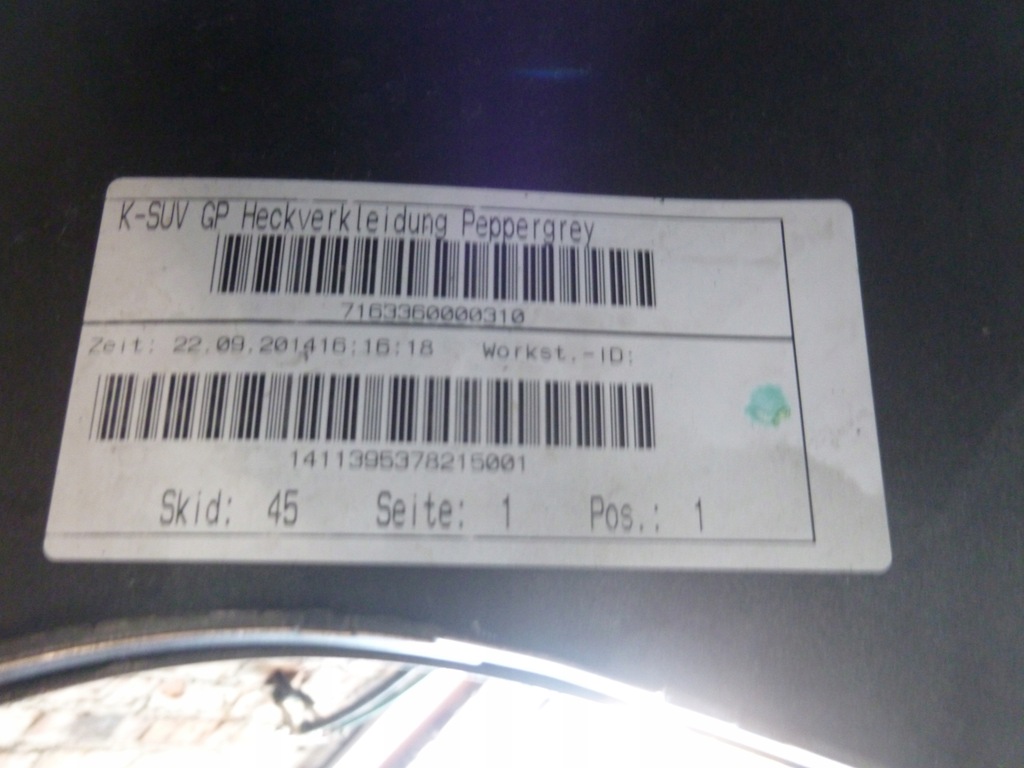 K-SUV GP Heckverkleidung Peppergrey
7163360000310
Zeit: 22.09.201416:16:18 Workst.-ID:
1411395378215001
Skid: 45 Seite: 1 Pos.: 1